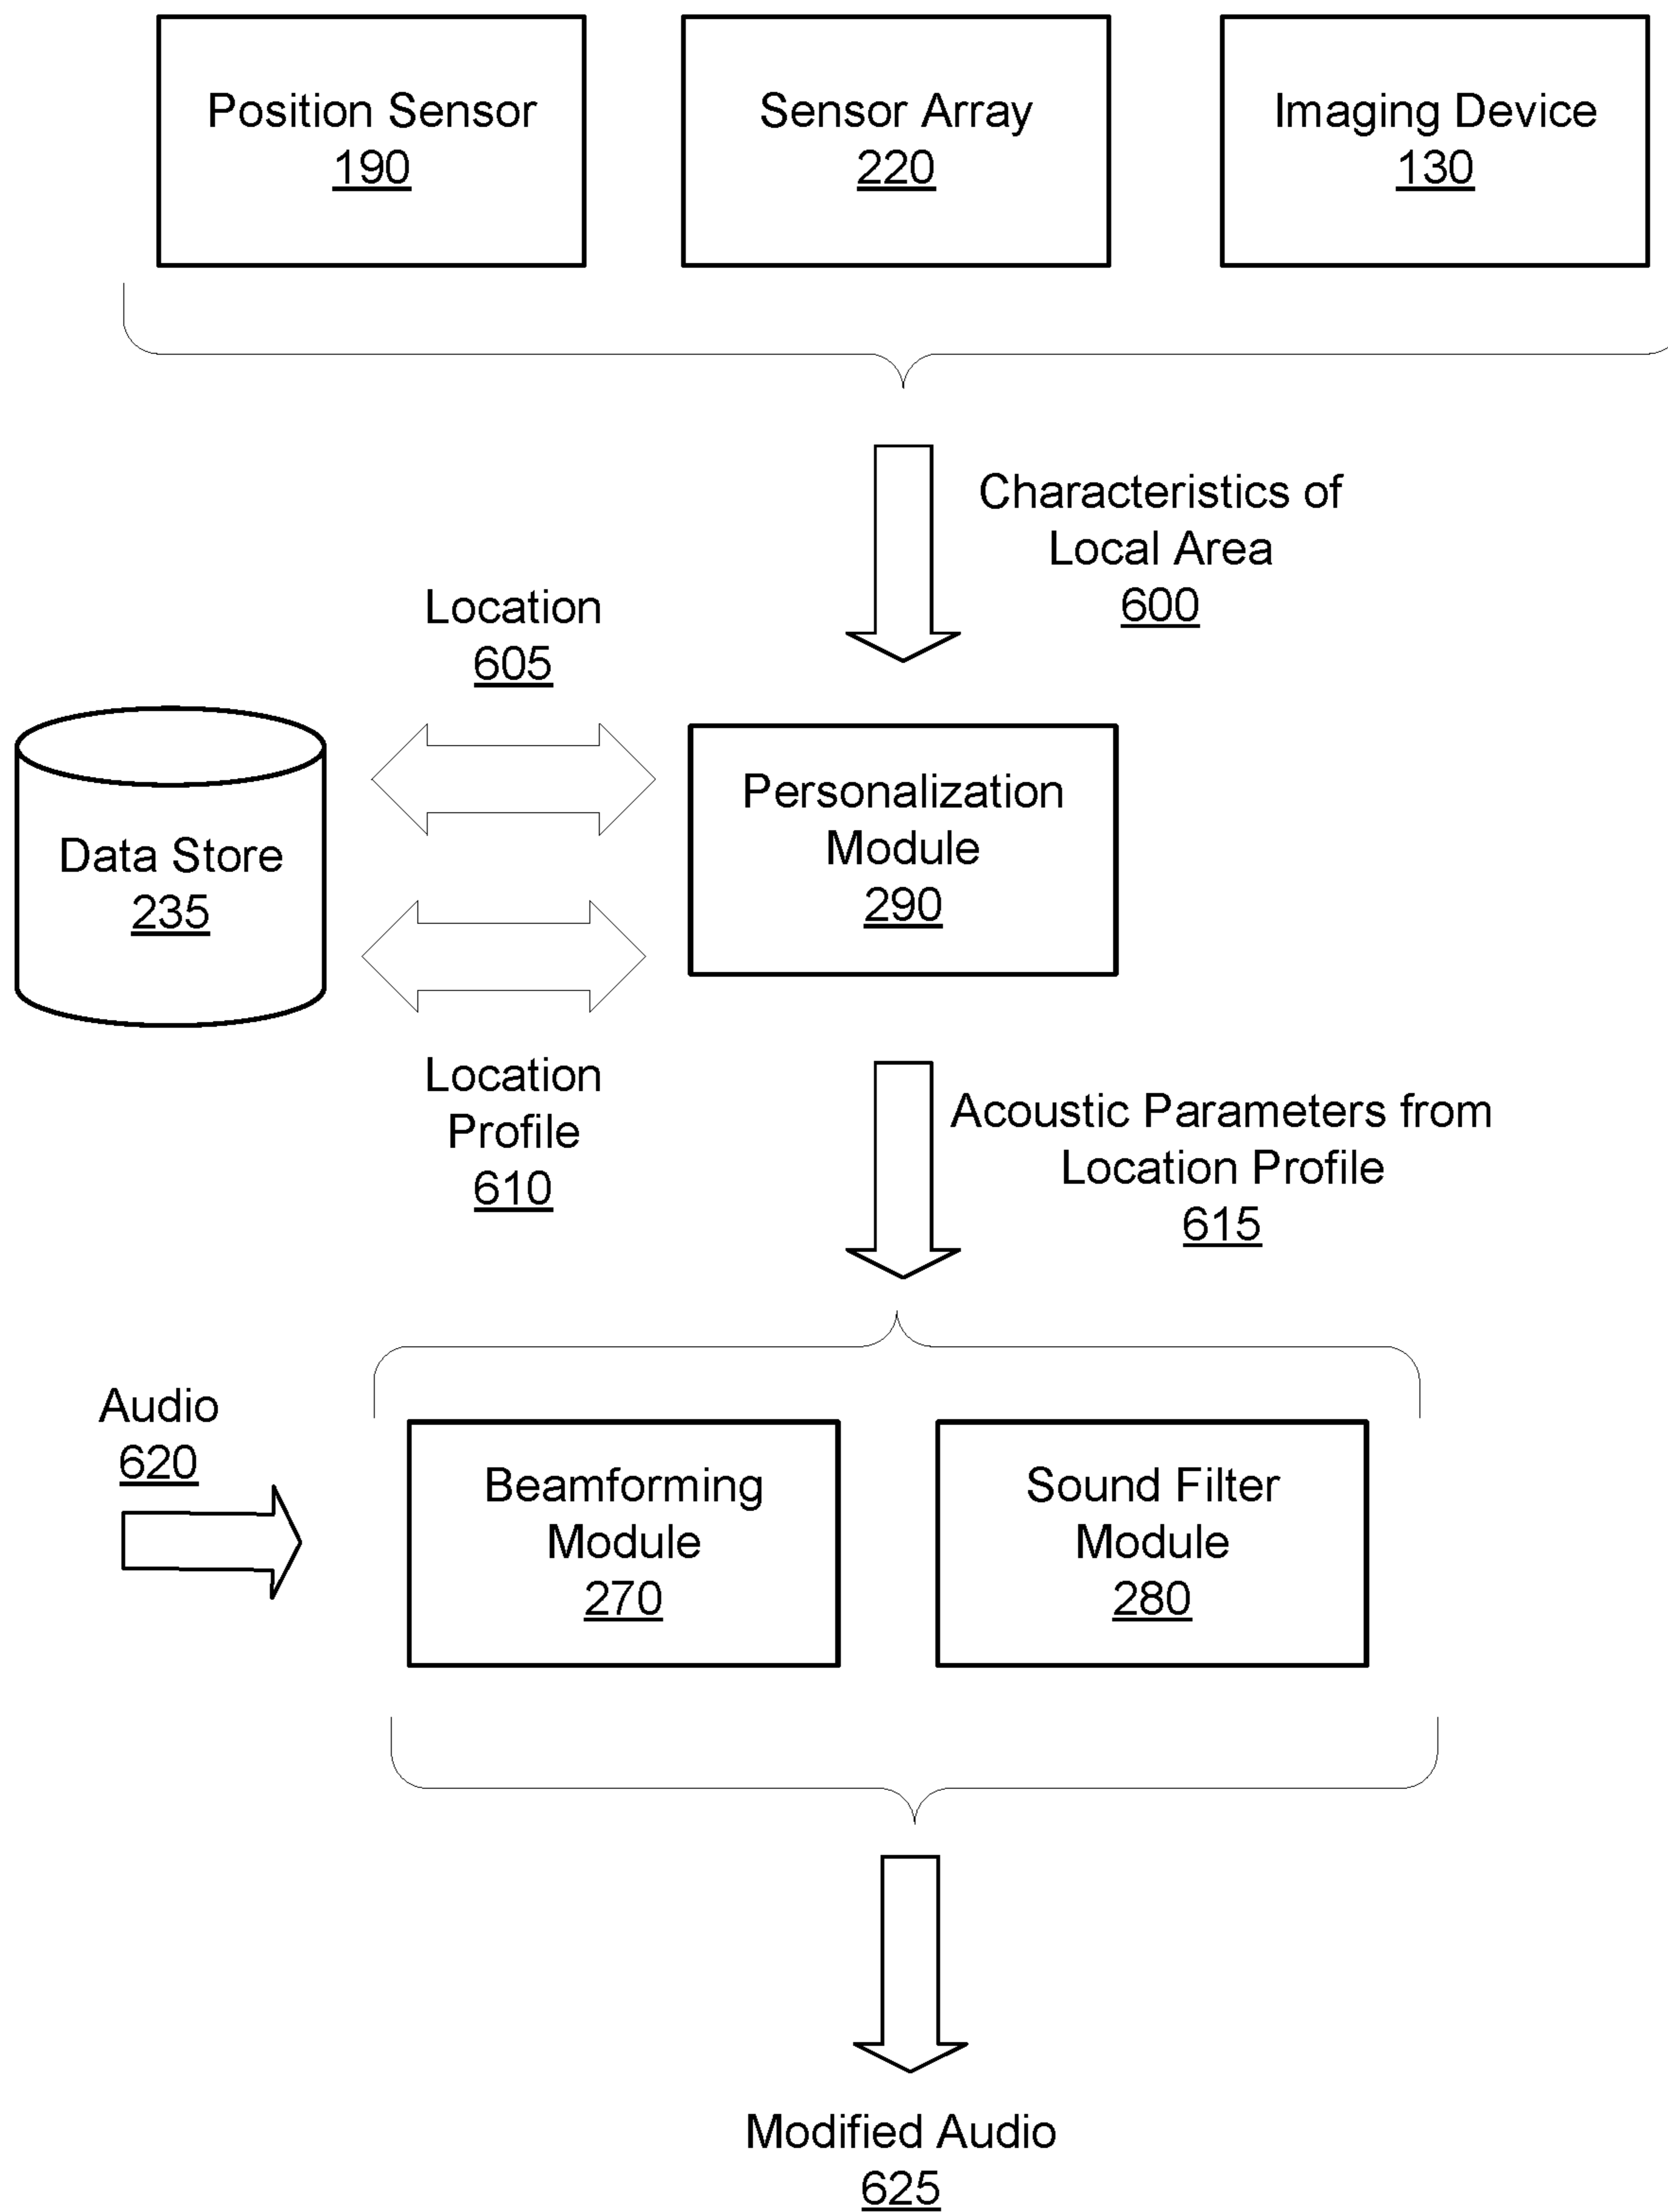 Position Sensor
190
Sensor Array
220
Imaging Device
130
Characteristics of
Local Area
600
Location
605
Data Store
235
Personalization
Module
290
Location
Profile
610
Acoustic Parameters from
Location Profile
615
Audio
620
Beamforming
Module
270
Sound Filter
Module
280
Modified Audio
625